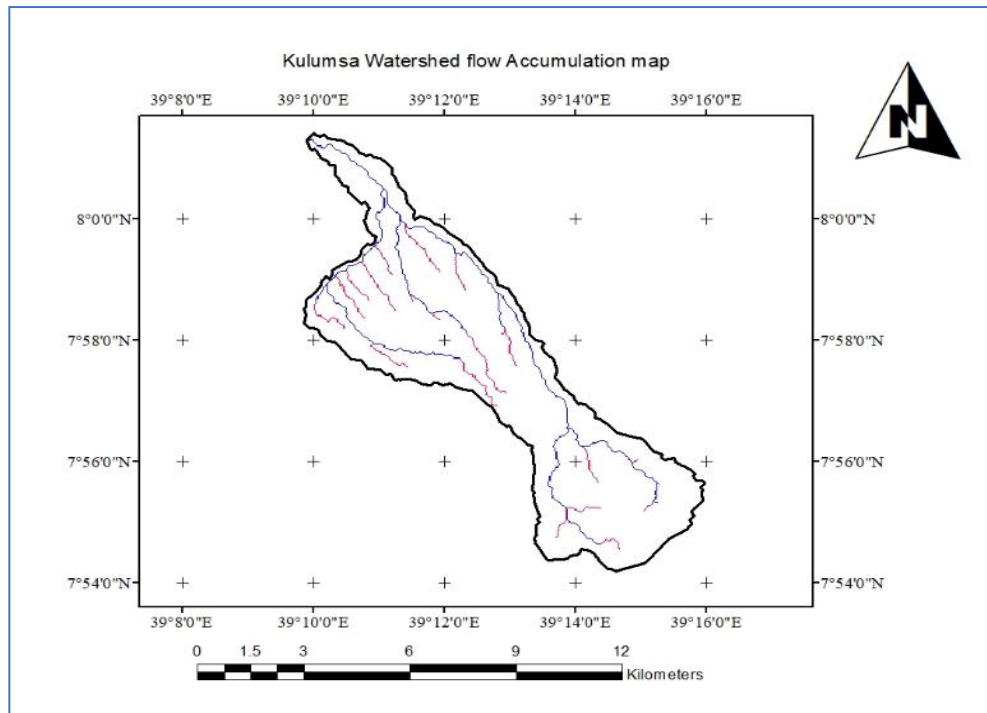 Kulumsa Watershed flow Accumulation map
39°8'0"E 39°10'0"E 39°12'0"E 39°14'0"E 39°16'0"E
N
8°0'0"N 8°0'0"N
7°58'0"N 7°58'0"N
7°56'0"N 7°56'0"N
7°54'0"N 7°54'0"N
39°8'0"E 39°10'0"E 39°12'0"E 39°14'0"E 39°16'0"E
0 1.5 3 6 9 12
Kilometers